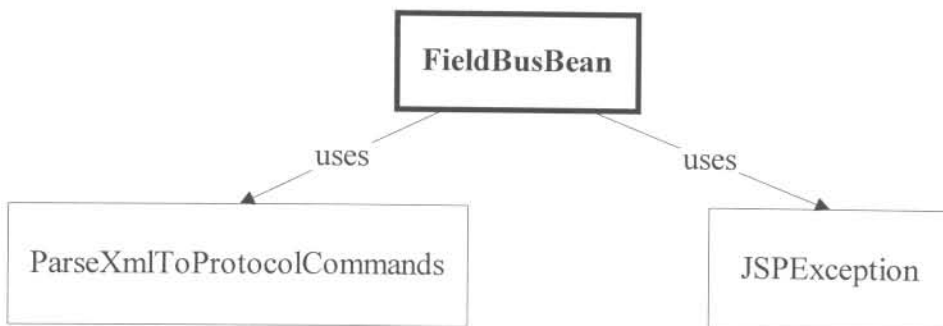 FieldBusBean
uses
uses
ParseXmlToProtocolCommands
JSPException